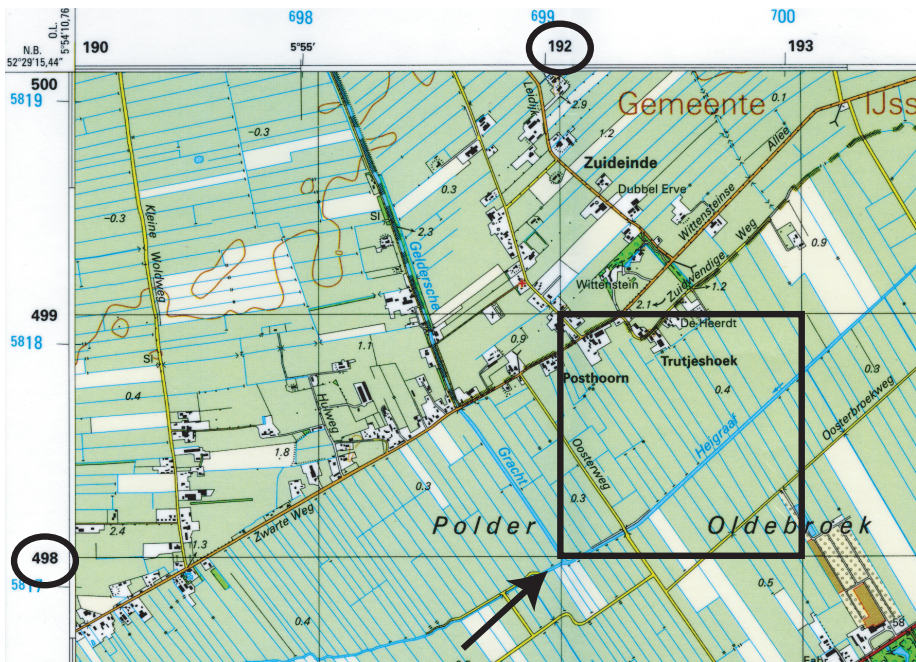 698
699
700
O.L.
5°54'10,76
N.B.
52°29'15,44"
190
5°55'
192
193
500
5819
499
5818
498
5817
Gemeente
IJss
Zuideinde
Dubbel Erve
Leidijk
Wittensteinse
Allee
Zuidwendige
Weg
Wittenstein
De Heerdt
Trutjeshoek
Posthoorn
Kleine
Woldweg
Geldersche
Gracht
Hulweg
Zwarte Weg
Oosterweg
Heigraaf
Oosterbroekweg
Polder
Oldebroek
Sl
Sl
-0.3
-0.3
0.3
2.3
2.9
1.2
0.1
0.9
1.2
2.1
0.9
1.1
0.4
1.8
0.3
2.4
1.3
0.4
0.3
0.4
0.3
0.5
58